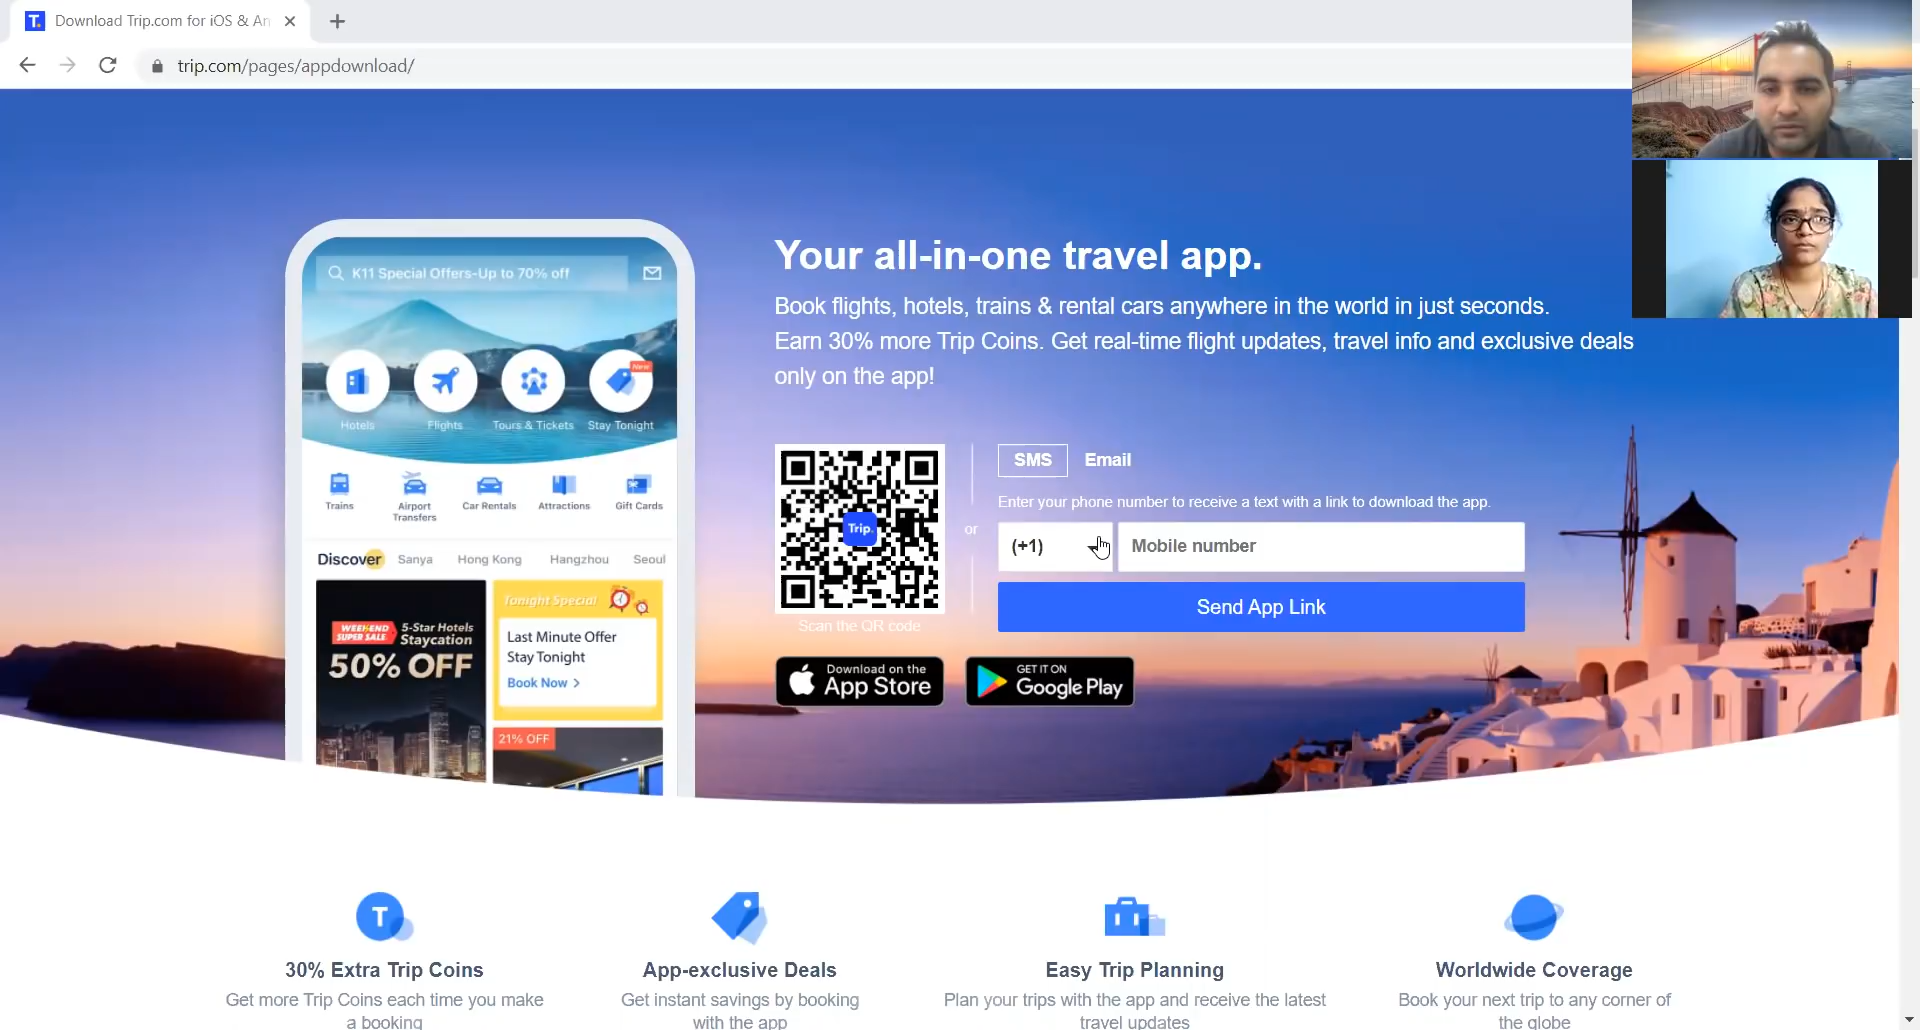 Download Trip.com for iOS & An
trip.com/pages/appdownload/
K11 Special Offers-Up to 70% off
Hotels
Flights
Tours & Tickets
Stay Tonight
New
Trains
Airport
Transfers
Car Rentals
Attractions
Gift Cards
Discover
Sanya
Hong Kong
Hangzhou
Seoul
WEEKEND
SUPER SALE
5-Star Hotels
Staycation
50% OFF
Tonight Special
Last Minute Offer
Stay Tonight
Book Now >
21% OFF
Your all-in-one travel app.
Book flights, hotels, trains & rental cars anywhere in the world in just seconds.
Earn 30% more Trip Coins. Get real-time flight updates, travel info and exclusive deals
only on the app!
Trip.
Scan the QR code
or
SMS
Email
Enter your phone number to receive a text with a link to download the app.
(+1)
Mobile number
Send App Link
Download on the
App Store
GET IT ON
Google Play
T
30% Extra Trip Coins
Get more Trip Coins each time you make
a booking
App-exclusive Deals
Get instant savings by booking
with the app
Easy Trip Planning
Plan your trips with the app and receive the latest
travel updates
Worldwide Coverage
Book your next trip to any corner of
the globe